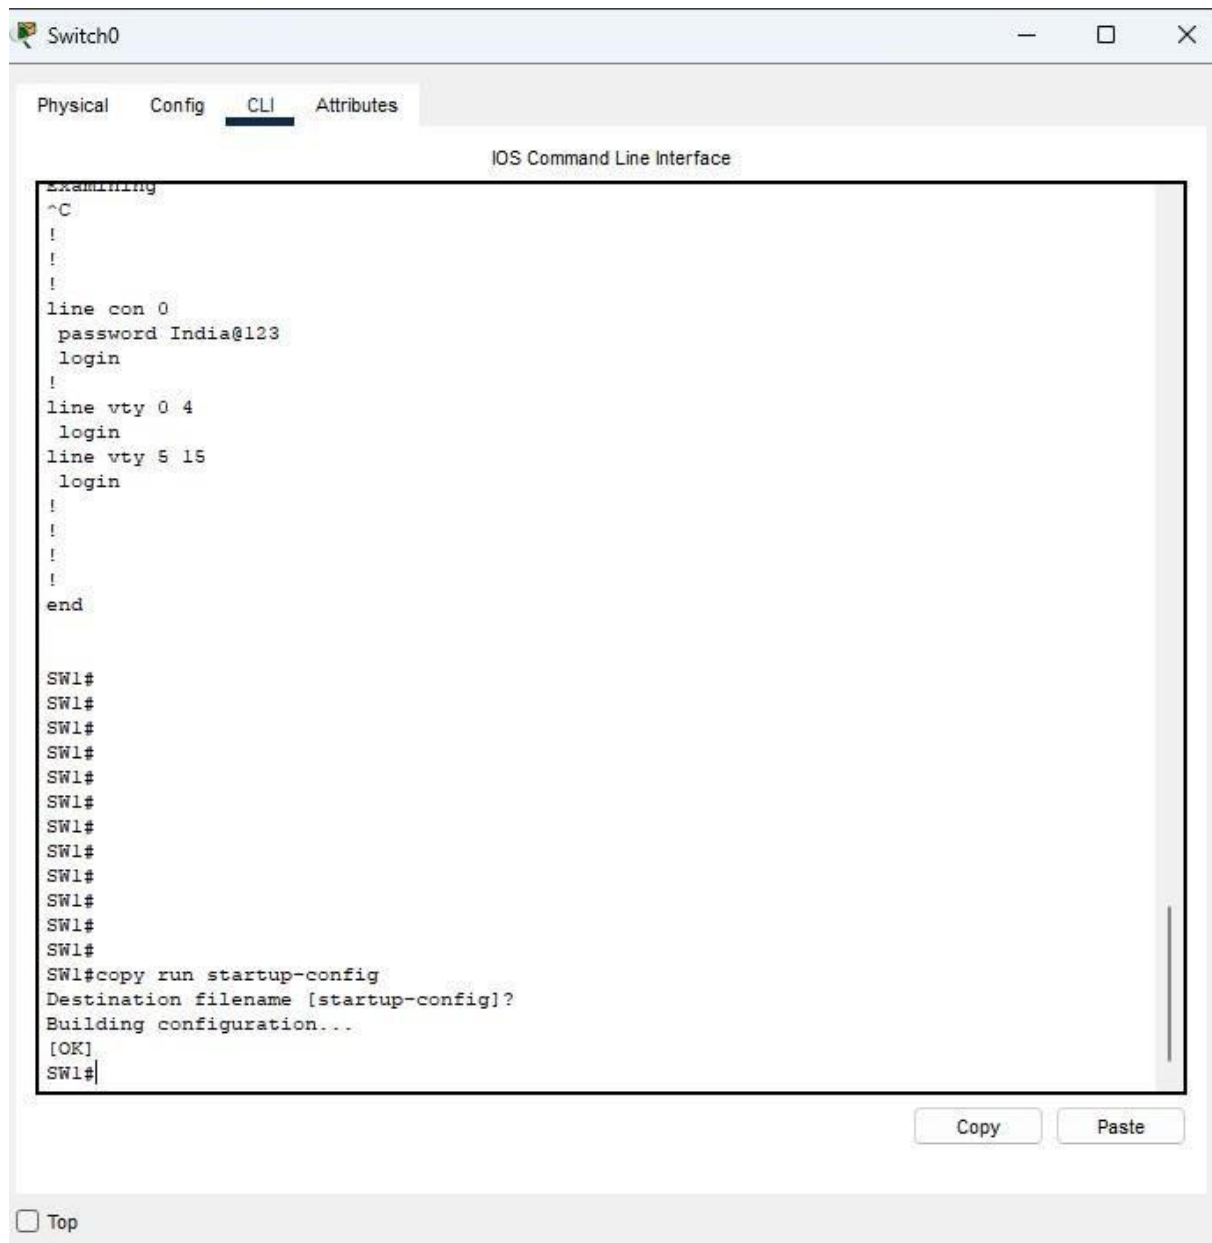 Switch0
Physical Config CLI Attributes
IOS Command Line Interface
Examining
^C
!
!
!
line con 0
password India@123
login
!
line vty 0 4
login
line vty 5 15
login
!
!
!
!
end
SW1#
SW1#
SW1#
SW1#
SW1#
SW1#
SW1#
SW1#
SW1#
SW1#
SW1#
SW1#
SW1#copy run startup-config
Destination filename [startup-config]?
Building configuration...
[OK]
SW1#
Copy Paste
Top